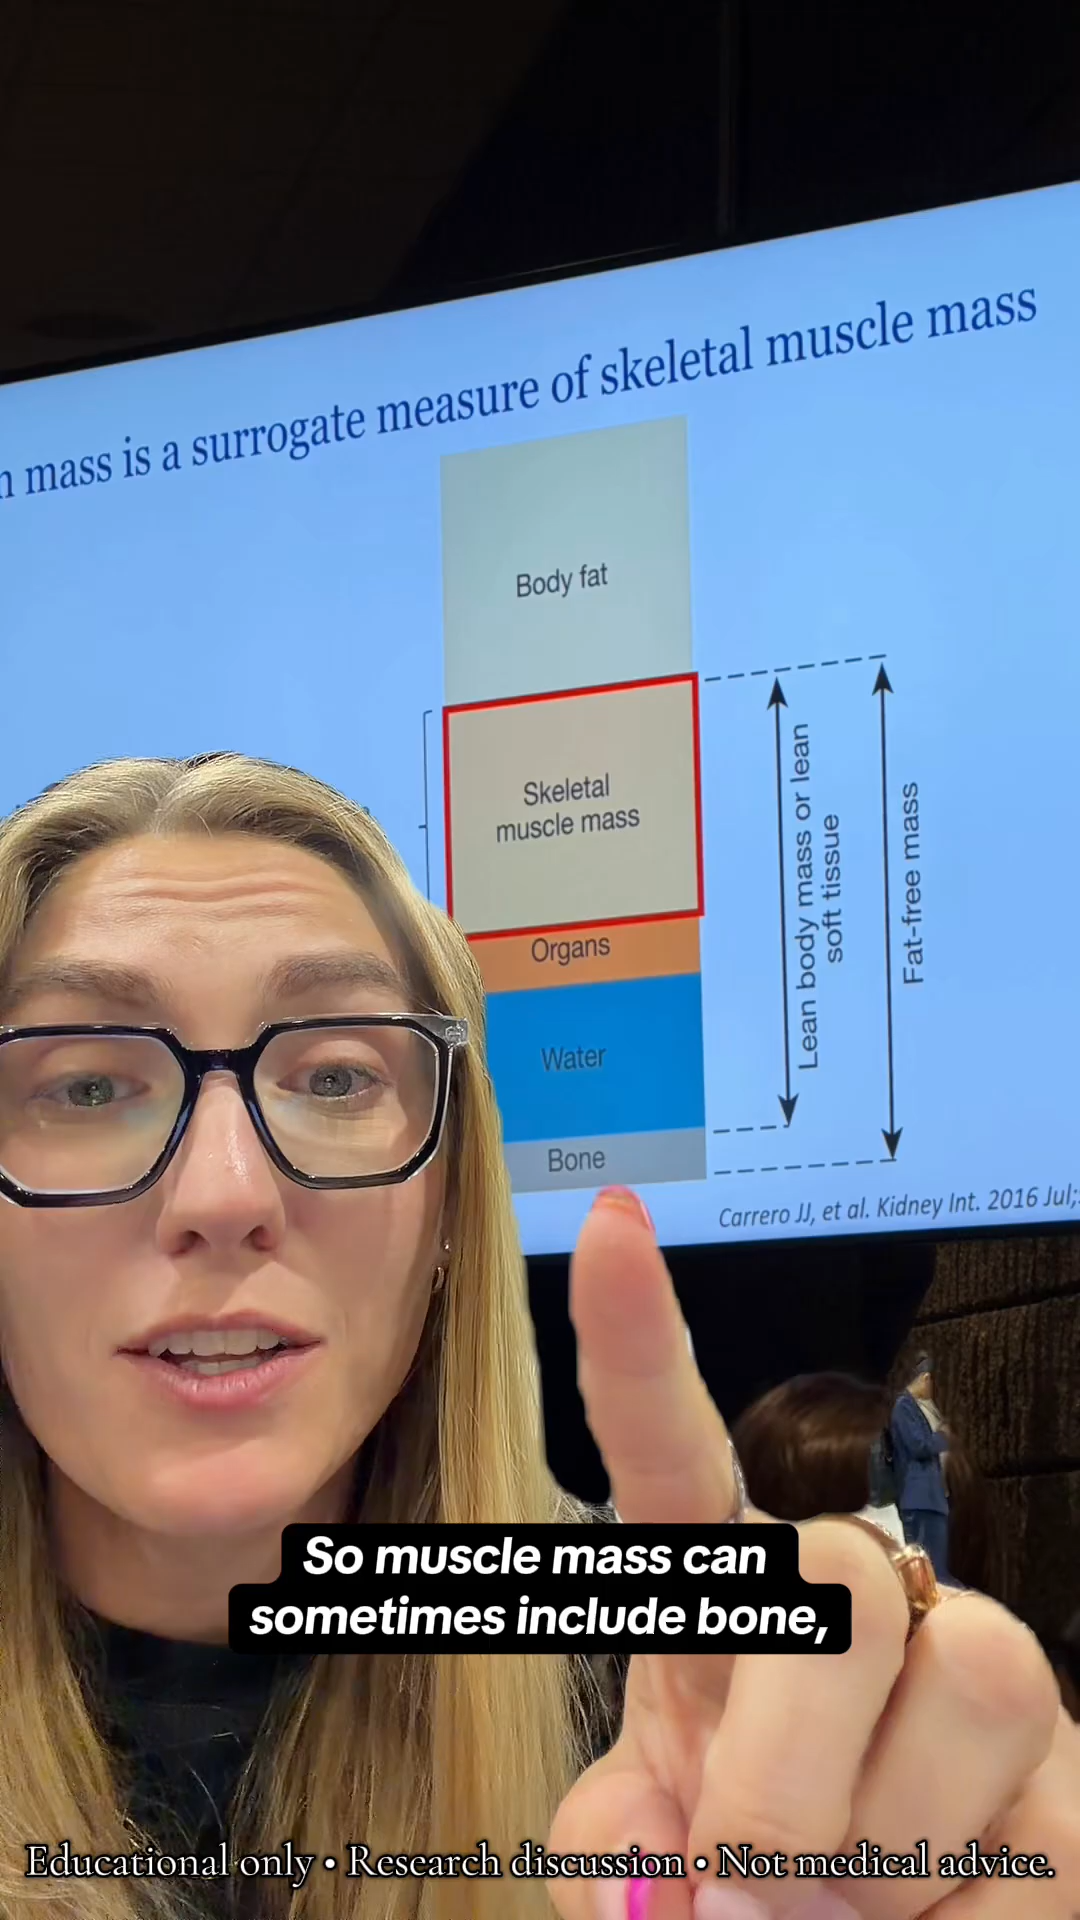 mass is a surrogate measure of skeletal muscle mass
Body fat
Skeletal
muscle mass
Organs
Water
Bone
Lean body mass or lean
soft tissue
Fat-free mass
Carrero JJ, et al. Kidney Int. 2016 Jul;
So muscle mass can
sometimes include bone,
Educational only • Research discussion • Not medical advice.